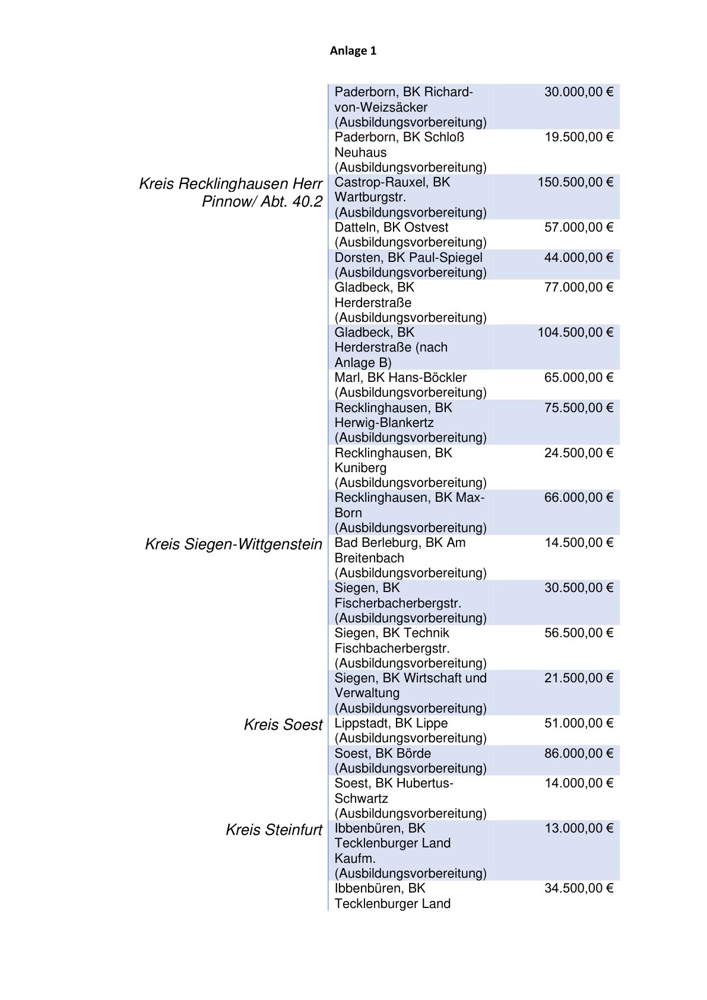 Anlage 1
Paderborn, BK Richard- 30.000,00 €
von-Weizsäcker
(Ausbildungsvorbereitung)
Paderborn, BK Schloß 19.500,00 €
Neuhaus
(Ausbildungsvorbereitung)
Kreis Recklinghausen Herr Castrop-Rauxel, BK 150.500,00 €
Pinnow/ Abt. 40.2 Wartburgstr.
(Ausbildungsvorbereitung)
Datteln, BK Ostvest 57.000,00 €
(Ausbildungsvorbereitung)
Dorsten, BK Paul-Spiegel 44.000,00 €
(Ausbildungsvorbereitung)
Gladbeck, BK 77.000,00 €
Herderstraße
(Ausbildungsvorbereitung)
Gladbeck, BK 104.500,00 €
Herderstraße (nach
Anlage B)
Marl, BK Hans-Böckler 65.000,00 €
(Ausbildungsvorbereitung)
Recklinghausen, BK 75.500,00 €
Herwig-Blankertz
(Ausbildungsvorbereitung)
Recklinghausen, BK 24.500,00 €
Kuniberg
(Ausbildungsvorbereitung)
Recklinghausen, BK Max- 66.000,00 €
Born
(Ausbildungsvorbereitung)
Kreis Siegen-Wittgenstein Bad Berleburg, BK Am 14.500,00 €
Breitenbach
(Ausbildungsvorbereitung)
Siegen, BK 30.500,00 €
Fischerbacherbergstr.
(Ausbildungsvorbereitung)
Siegen, BK Technik 56.500,00 €
Fischbacherbergstr.
(Ausbildungsvorbereitung)
Siegen, BK Wirtschaft und 21.500,00 €
Verwaltung
(Ausbildungsvorbereitung)
Kreis Soest Lippstadt, BK Lippe 51.000,00 €
(Ausbildungsvorbereitung)
Soest, BK Börde 86.000,00 €
(Ausbildungsvorbereitung)
Soest, BK Hubertus- 14.000,00 €
Schwartz
(Ausbildungsvorbereitung)
Kreis Steinfurt Ibbenbüren, BK 13.000,00 €
Tecklenburger Land
Kaufm.
(Ausbildungsvorbereitung)
Ibbenbüren, BK 34.500,00 €
Tecklenburger Land